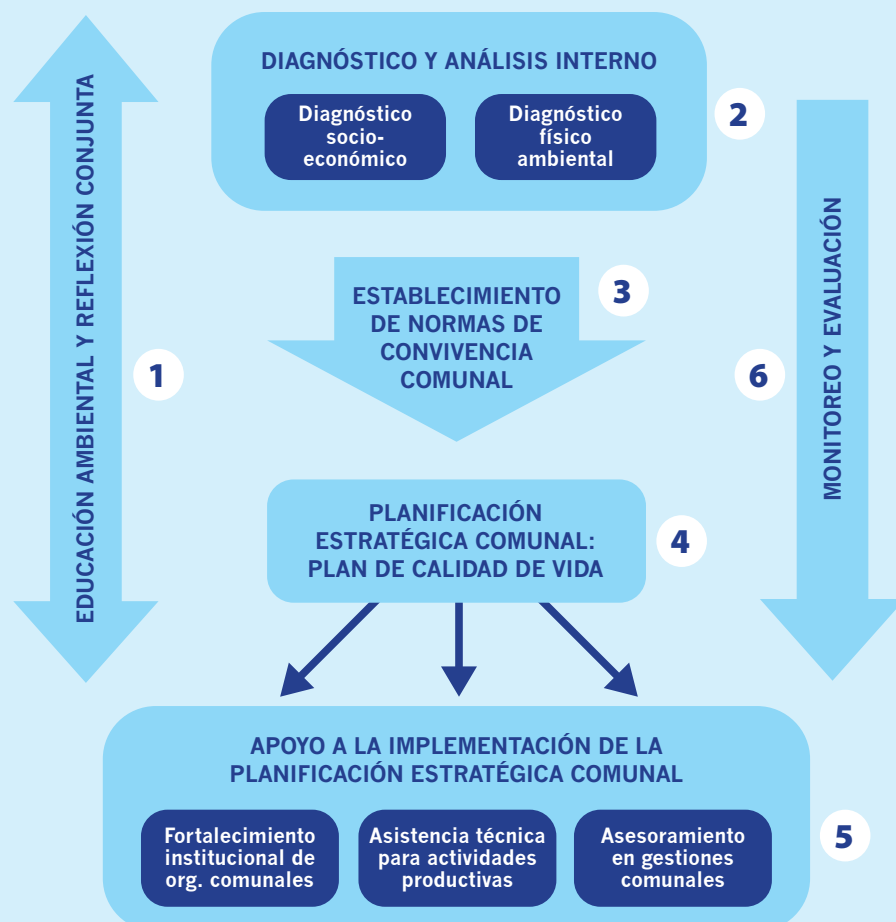 EDUCACIÓN AMBIENTAL Y REFLEXIÓN CONJUNTA
1
DIAGNÓSTICO Y ANÁLISIS INTERNO
Diagnóstico
socio-
económico
Diagnóstico
físico
ambiental
2
ESTABLECIMIENTO
DE NORMAS DE
CONVIVENCIA
COMUNAL
3
PLANIFICACIÓN
ESTRATÉGICA COMUNAL:
PLAN DE CALIDAD DE VIDA
4
APOYO A LA IMPLEMENTACIÓN DE LA
PLANIFICACIÓN ESTRATÉGICA COMUNAL
Fortalecimiento
institucional de
org. comunales
Asistencia técnica
para actividades
productivas
Asesoramiento
en gestiones
comunales
5
6
MONITOREO Y EVALUACIÓN